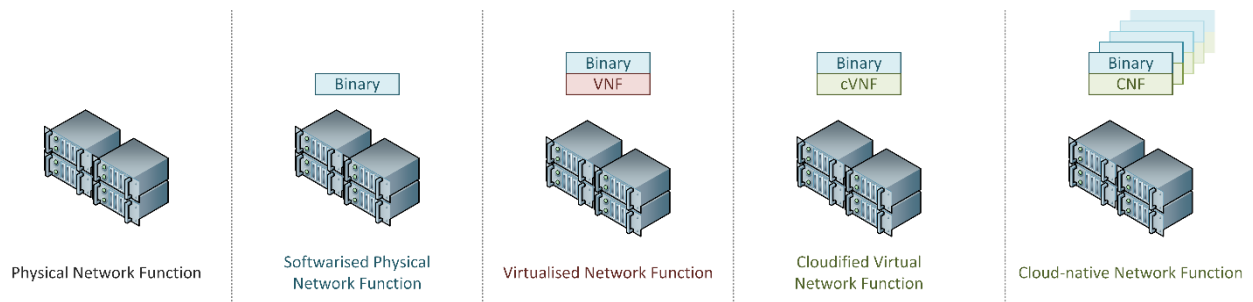 Binary
Binary
VNF
Binary
cVNF
Binary
CNF
Physical Network Function
Softwarised Physical
Network Function
Virtualised Network Function
Cloudified Virtual
Network Function
Cloud-native Network Function